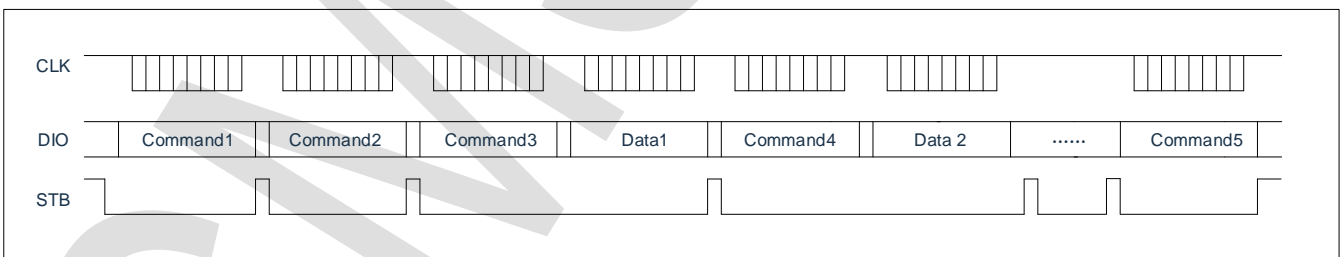 CLK
DIO Command1 Command2 Command3 Data1 Command4 Data 2 ...... Command5
STB